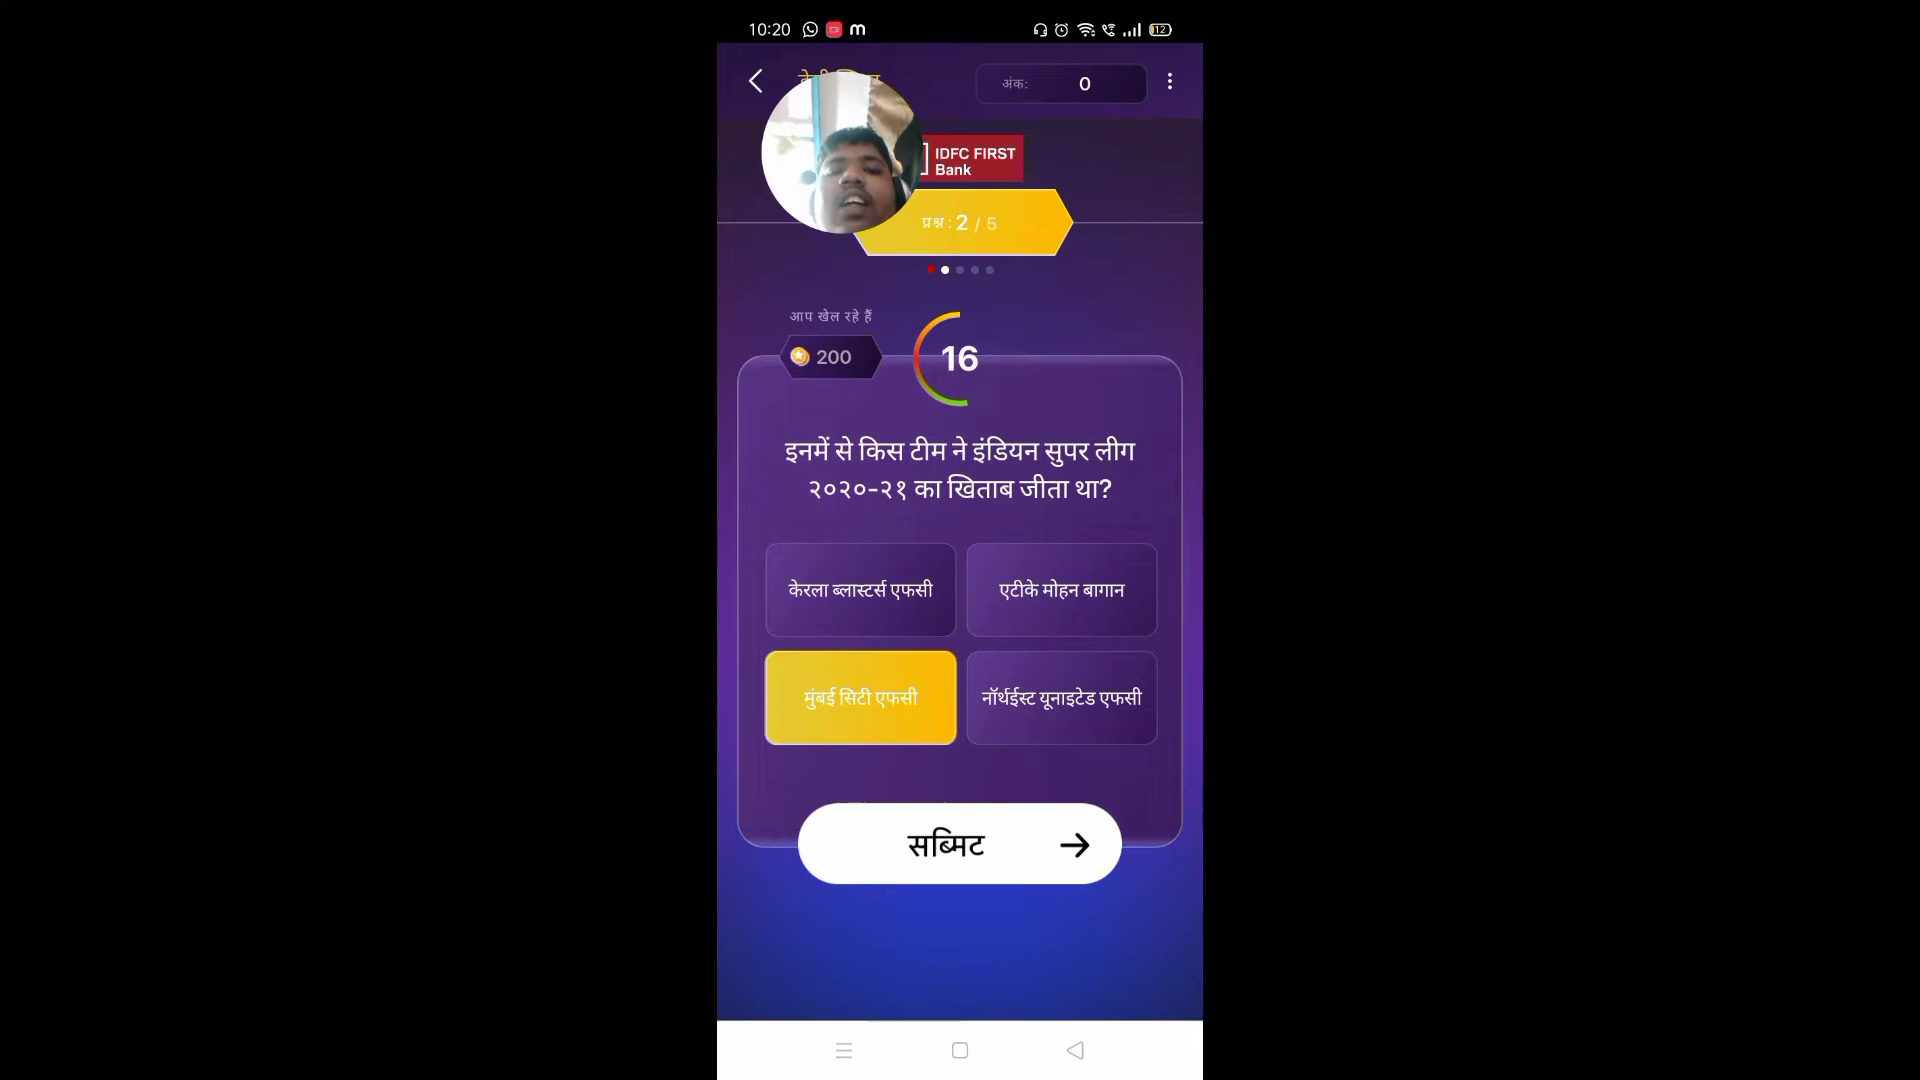 10:20
12
अंक: 0
IDFC FIRST
Bank
प्रश्न : 2 / 5
आप खेल रहे हैं
200
16
इनमें से किस टीम ने इंडियन सुपर लीग
२०२०-२१ का खिताब जीता था?
केरला ब्लास्टर्स एफसी
एटीके मोहन बागान
मुंबई सिटी एफसी
नॉर्थईस्ट यूनाइटेड एफसी
सब्मिट